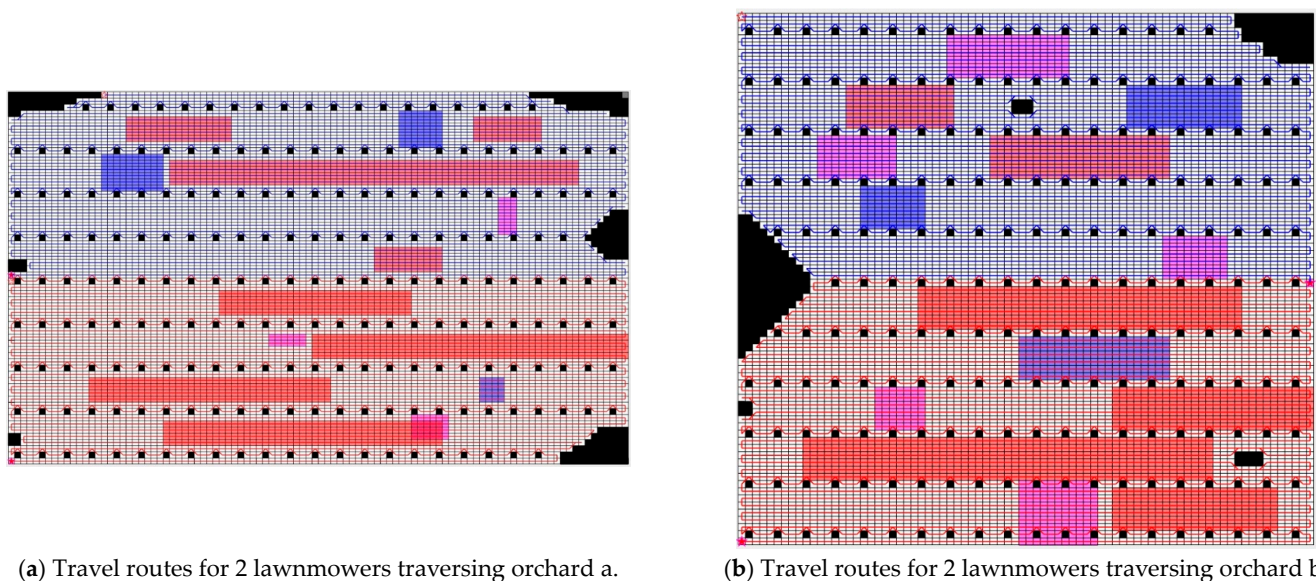 (a) Travel routes for 2 lawnmowers traversing orchard a.
(b) Travel routes for 2 lawnmowers traversing orchard